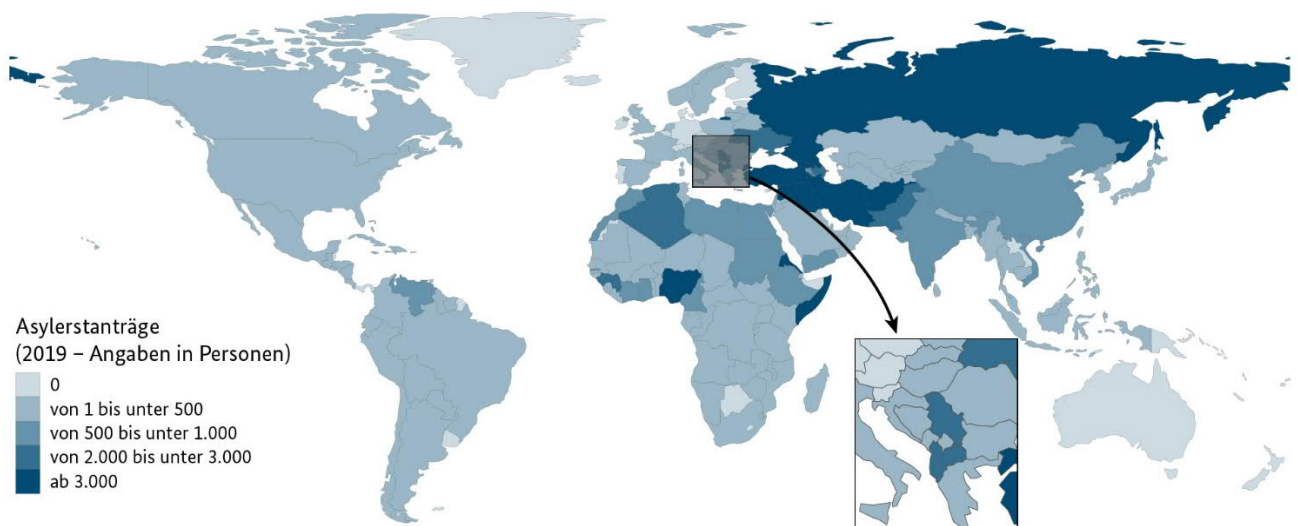 Asylerstanträge
(2019 – Angaben in Personen)
0
von 1 bis unter 500
von 500 bis unter 1.000
von 2.000 bis unter 3.000
ab 3.000